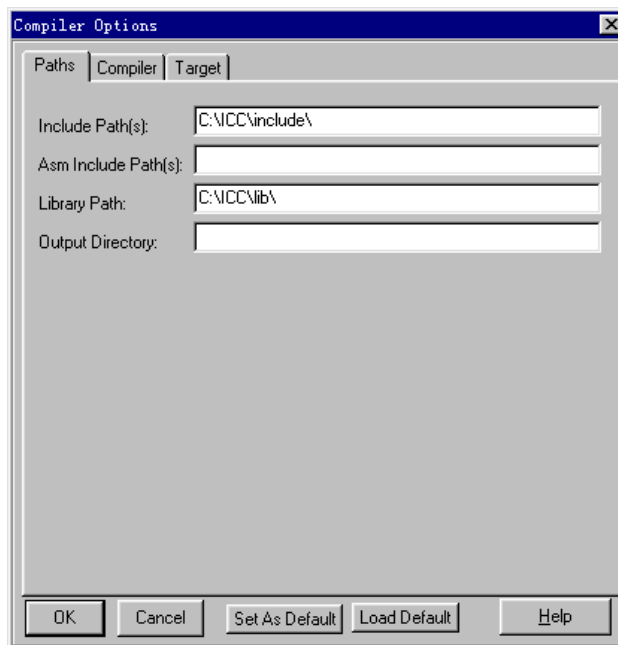 Compiler Options
Paths Compiler Target
Include Path(s): C:\ICC\include\
Asm Include Path(s):
Library Path: C:\ICC\lib\
Output Directory:
OK Cancel Set As Default Load Default Help